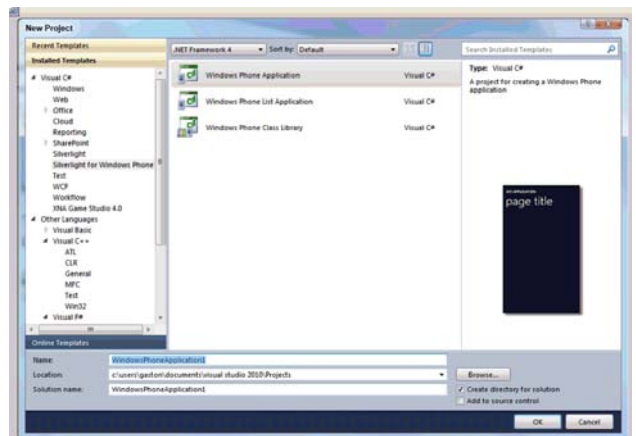 New Project
Recent Templates
Installed Templates
Visual C#
Windows
Web
Office
Cloud
Reporting
SharePoint
Silverlight
Silverlight for Windows Phone
Test
WCF
Workflow
XNA Game Studio 4.0
Other Languages
Visual Basic
Visual C++
ATL
CLR
General
MFC
Test
Win32
Visual F#
Online Templates
.NET Framework 4
Sort by: Default
Windows Phone Application Visual C#
Windows Phone List Application Visual C#
Windows Phone Class Library Visual C#
Search Installed Templates
Type: Visual C#
A project for creating a Windows Phone
application
MY APPLICATION
page title
Name: WindowsPhoneApplication1
Location: c:\users\gaston\documents\visual studio 2010\Projects
Browse...
Solution name: WindowsPhoneApplication1
Create directory for solution
Add to source control
OK Cancel